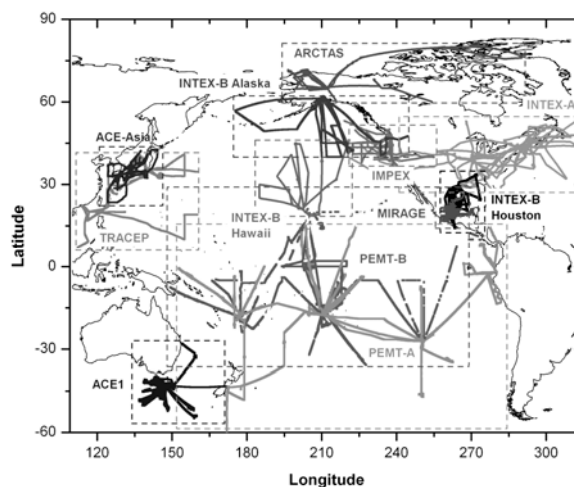 ARCTAS
90
INTEX-B Alaska
INTEX-A
60
ACE-Asia
IMPEX
30
INTEX-B
Houston
MIRAGE
INTEX-B
Hawaii
TRACEP
PEMT-B
0
Latitude
PEMT-A
-30
ACE1
-60
120 150 180 210 240 270 300
Longitude